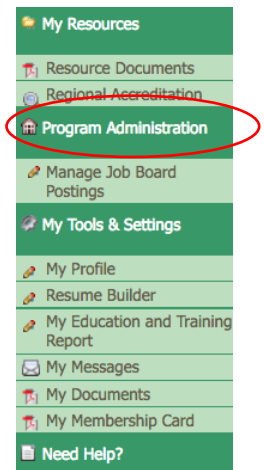 My Resources
Resource Documents
Regional Accreditation
Program Administration
Manage Job Board
Postings
My Tools & Settings
My Profile
Resume Builder
My Education and Training
Report
My Messages
My Documents
My Membership Card
Need Help?